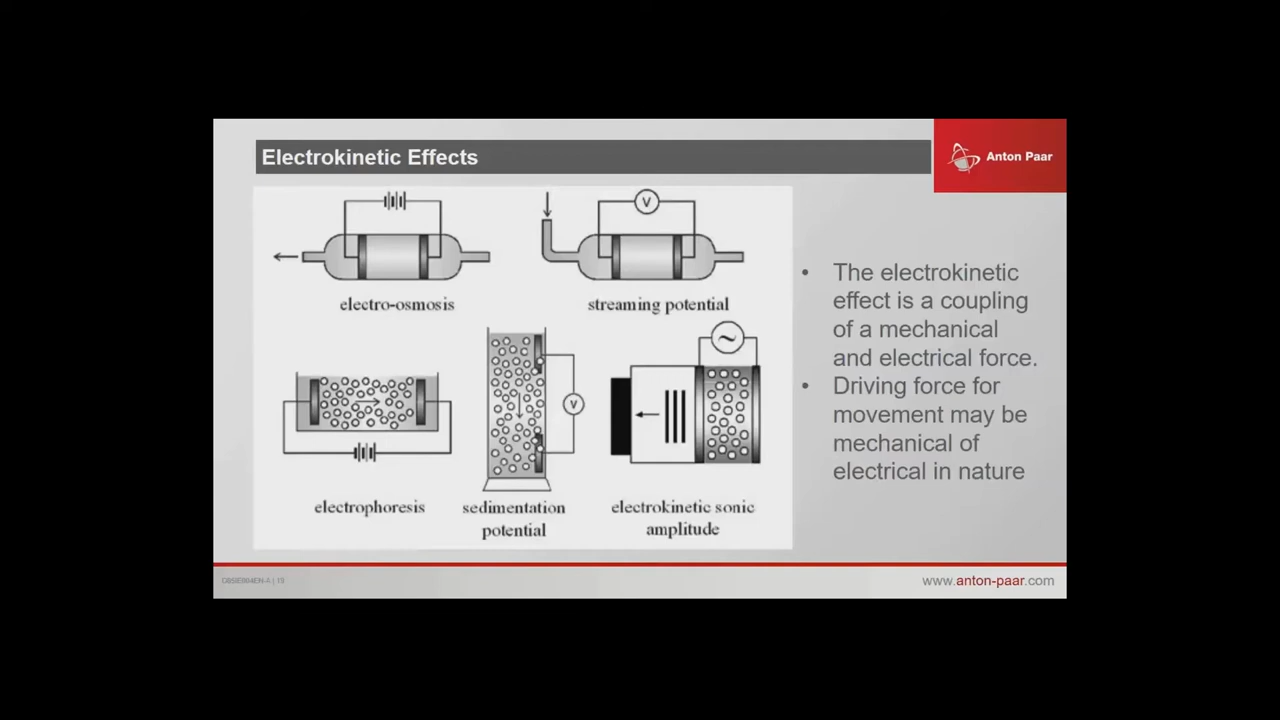 Electrokinetic Effects
Anton Paar
V
electro-osmosis
streaming potential
V
~
electrophoresis
sedimentation
potential
electrokinetic sonic
amplitude
• The electrokinetic
effect is a coupling
of a mechanical
and electrical force.
• Driving force for
movement may be
mechanical of
electrical in nature
www.anton-paar.com